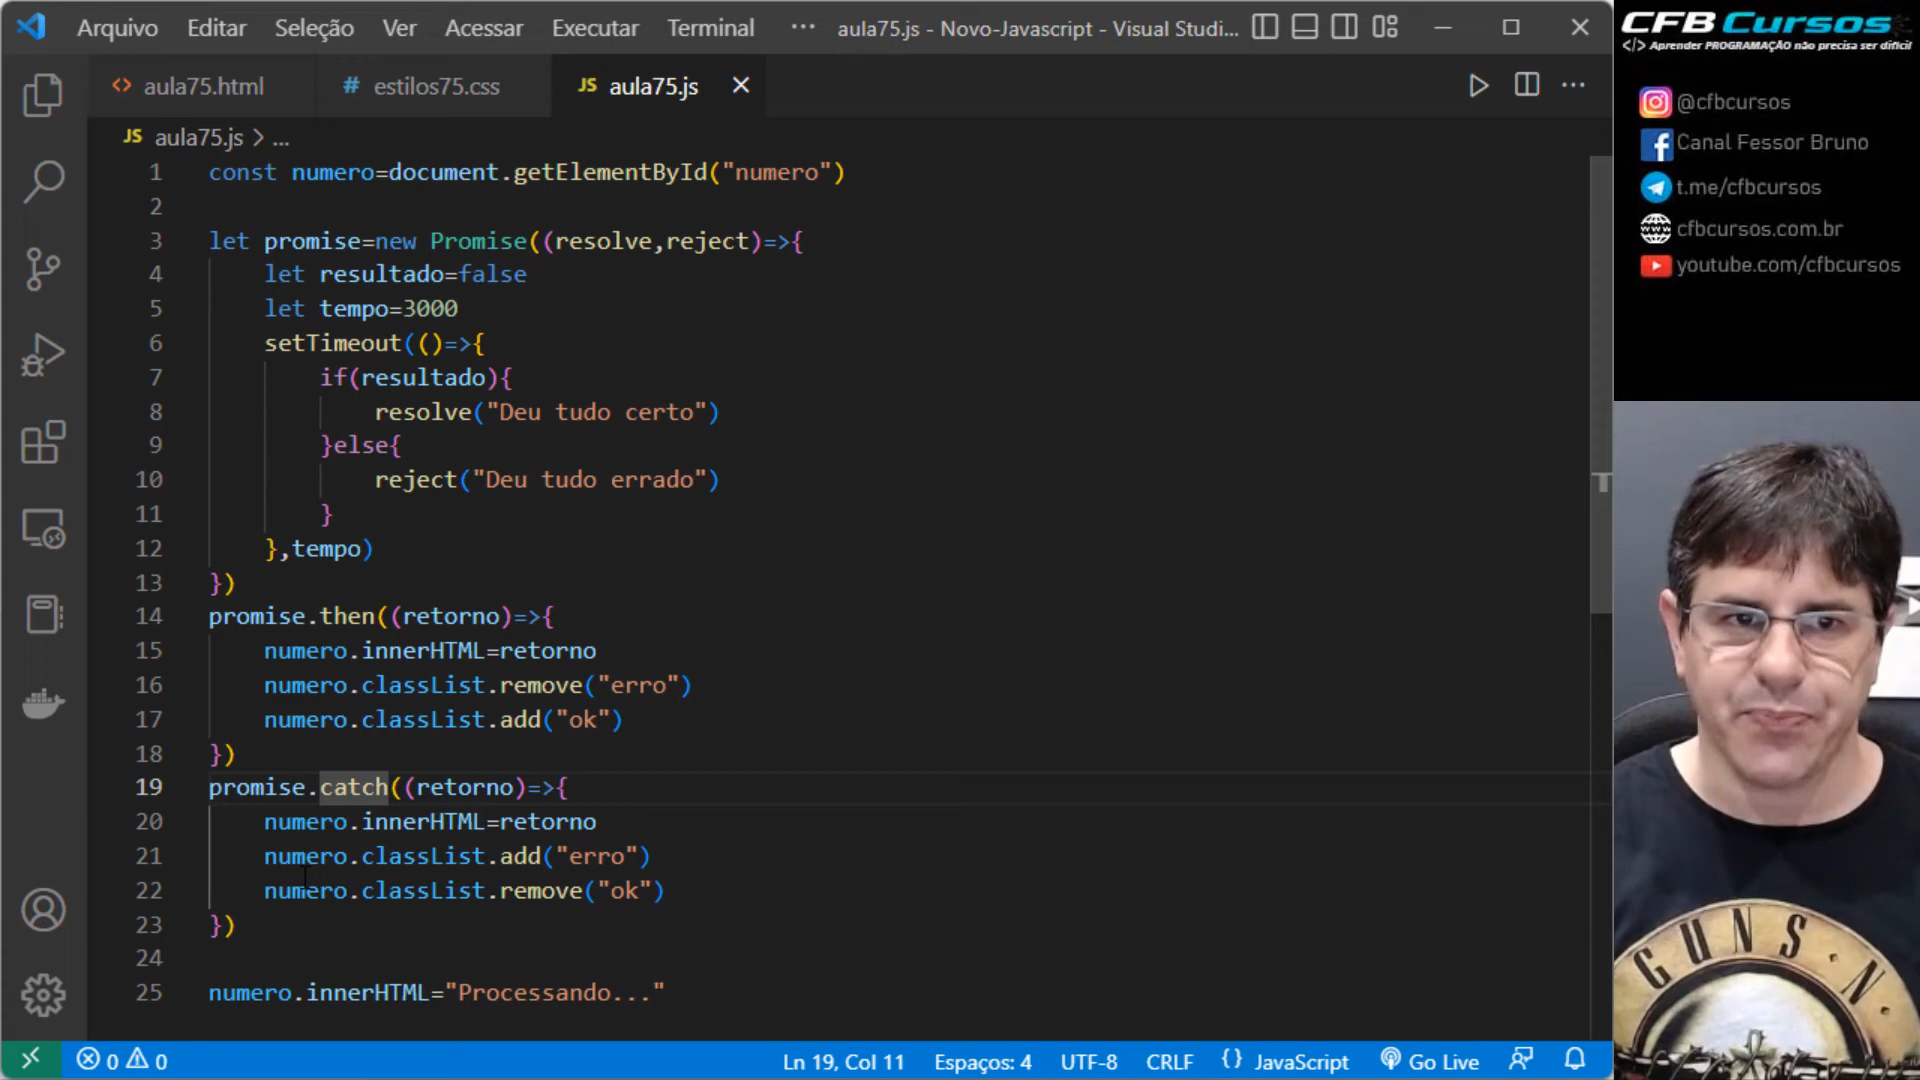 Arquivo Editar Seleção Ver Acessar Executar Terminal ··· aula75.js - Novo-Javascript - Visual Studi...
<> aula75.html # estilos75.css JS aula75.js
JS aula75.js > ...
1 const numero=document.getElementById("numero")
2
3 let promise=new Promise((resolve,reject)=>{
4 let resultado=false
5 let tempo=3000
6 setTimeout(()=>{
7 if(resultado){
8 resolve("Deu tudo certo")
9 }else{
10 reject("Deu tudo errado")
11 }
12 },tempo)
13 })
14 promise.then((retorno)=>{
15 numero.innerHTML=retorno
16 numero.classList.remove("erro")
17 numero.classList.add("ok")
18 })
19 promise.catch((retorno)=>{
20 numero.innerHTML=retorno
21 numero.classList.add("erro")
22 numero.classList.remove("ok")
23 })
24
25 numero.innerHTML="Processando..."
0 0 Ln 19, Col 11 Espaços: 4 UTF-8 CRLF {} JavaScript Go Live
CFB Cursos
</> Aprender PROGRAMAÇÃO não precisa ser difícil
@cfbcursos
Canal Fessor Bruno
t.me/cfbcursos
cfbcursos.com.br
youtube.com/cfbcursos
GUNS N